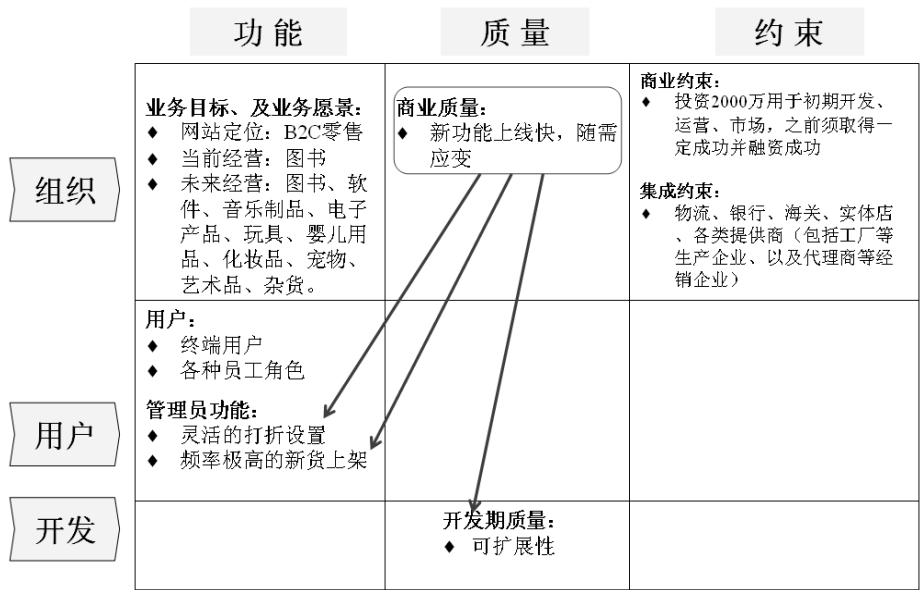 功 能
质 量
约 束
组织
业务目标、及业务愿景：
♦ 网站定位：B2C零售
♦ 当前经营：图书
♦ 未来经营：图书、软
件、音乐制品、电子
产品、玩具、婴儿用
品、化妆品、宠物、
艺术品、杂货。
商业质量：
♦ 新功能上线快，随需
应变
商业约束：
♦ 投资2000万用于初期开发、
运营、市场，之前须取得一
定成功并融资成功
集成约束：
♦ 物流、银行、海关、实体店
、各类提供商（包括工厂等
生产企业、以及代理商等经
销企业）
用户
用户：
♦ 终端用户
♦ 各种员工角色
管理员功能：
♦ 灵活的打折设置
♦ 频率极高的新货上架
开发
开发期质量：
♦ 可扩展性